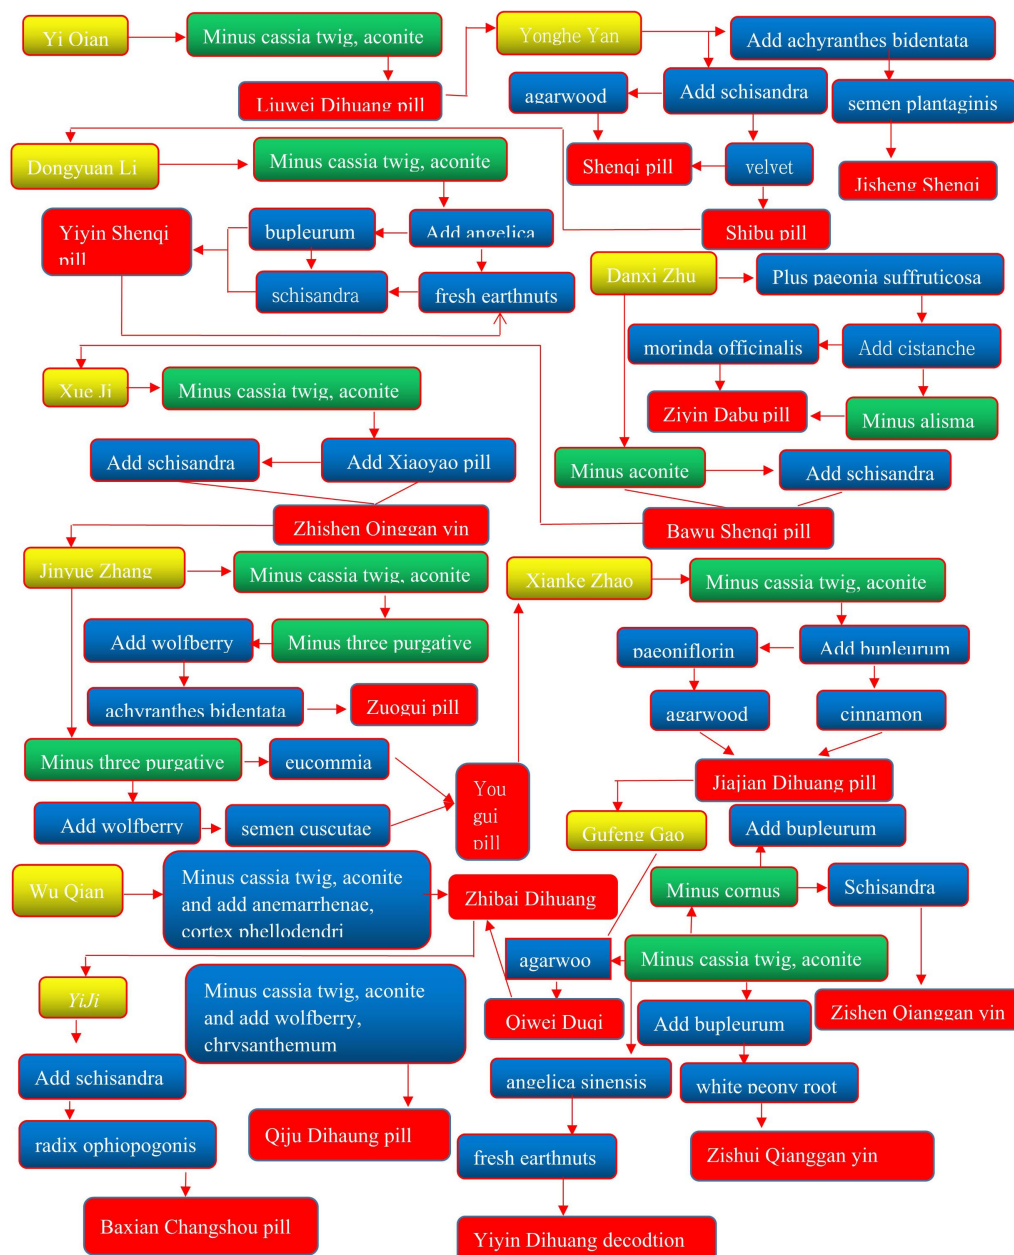 Yi Qian
Minus cassia twig, aconite
Yonghe Yan
Add achyranthes bidentata
Liuwei Dihuang pill
agarwood
Add schisandra
semen plantaginis
Dongyuan Li
Minus cassia twig, aconite
Shenqi pill
velvet
Jisheng Shenqi
Yiyin Shenqi
pill
bupleurum
Add angelica
Shibu pill
schisandra
fresh earthnuts
Danxi Zhu
Plus paeonia suffruticosa
morinda officinalis
Add cistanche
Xue Ji
Minus cassia twig, aconite
Ziyin Dabu pill
Minus alisma
Add schisandra
Add Xiaoyao pill
Minus aconite
Add schisandra
Zhishen Qinggan yin
Bawu Shenqi pill
Jinyue Zhang
Minus cassia twig, aconite
Xianke Zhao
Minus cassia twig, aconite
Add wolfberry
Minus three purgative
paeoniflorin
Add bupleurum
achyranthes bidentata
Zuogui pill
agarwood
cinnamon
Minus three purgative
eucommia
You
gui
pill
Jiajian Dihuang pill
Add wolfberry
semen cuscutae
Gufeng Gao
Add bupleurum
Wu Qian
Minus cassia twig, aconite
and add anemarrhenae,
cortex phellodendri
Zhibai Dihuang
Minus cornus
Schisandra
agarwoo
Minus cassia twig, aconite
YiJi
Minus cassia twig, aconite
and add wolfberry,
chrysanthemum
Qiwei Duqi
Add bupleurum
Zishen Qianggan yin
Add schisandra
angelica sinensis
white peony root
radix ophiopogonis
Qiju Dihaung pill
fresh earthnuts
Zishui Qianggan yin
Baxian Changshou pill
Yiyin Dihuang decodtion